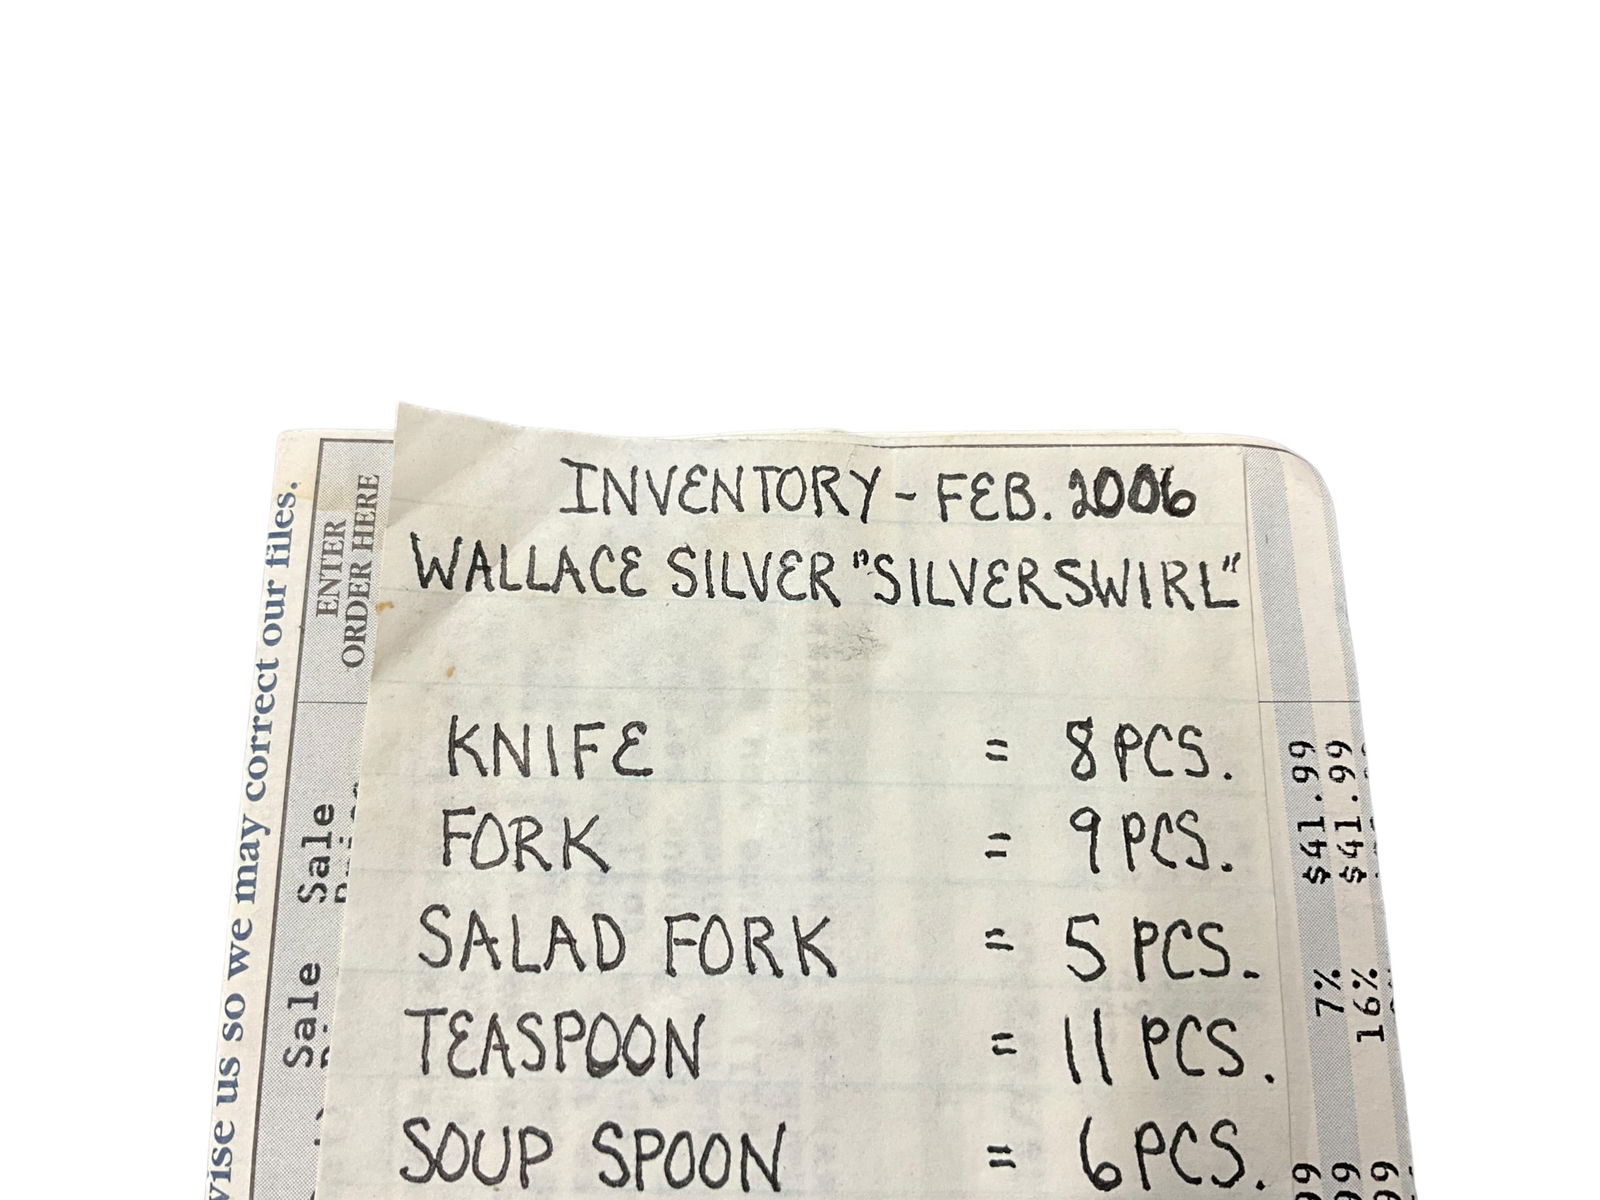 INVENTORY - FEB. 2006
WALLACE SILVER "SILVERSWIRL"
KNIFE = 8 PCS.
FORK = 9 PCS.
SALAD FORK = 5 PCS.
TEASPOON = 11 PCS.
SOUP SPOON = 6 PCS.
us so we may correct our files.
ENTER
ORDER HERE
Sale
Sale
$41.99
$41.99
7%
16%